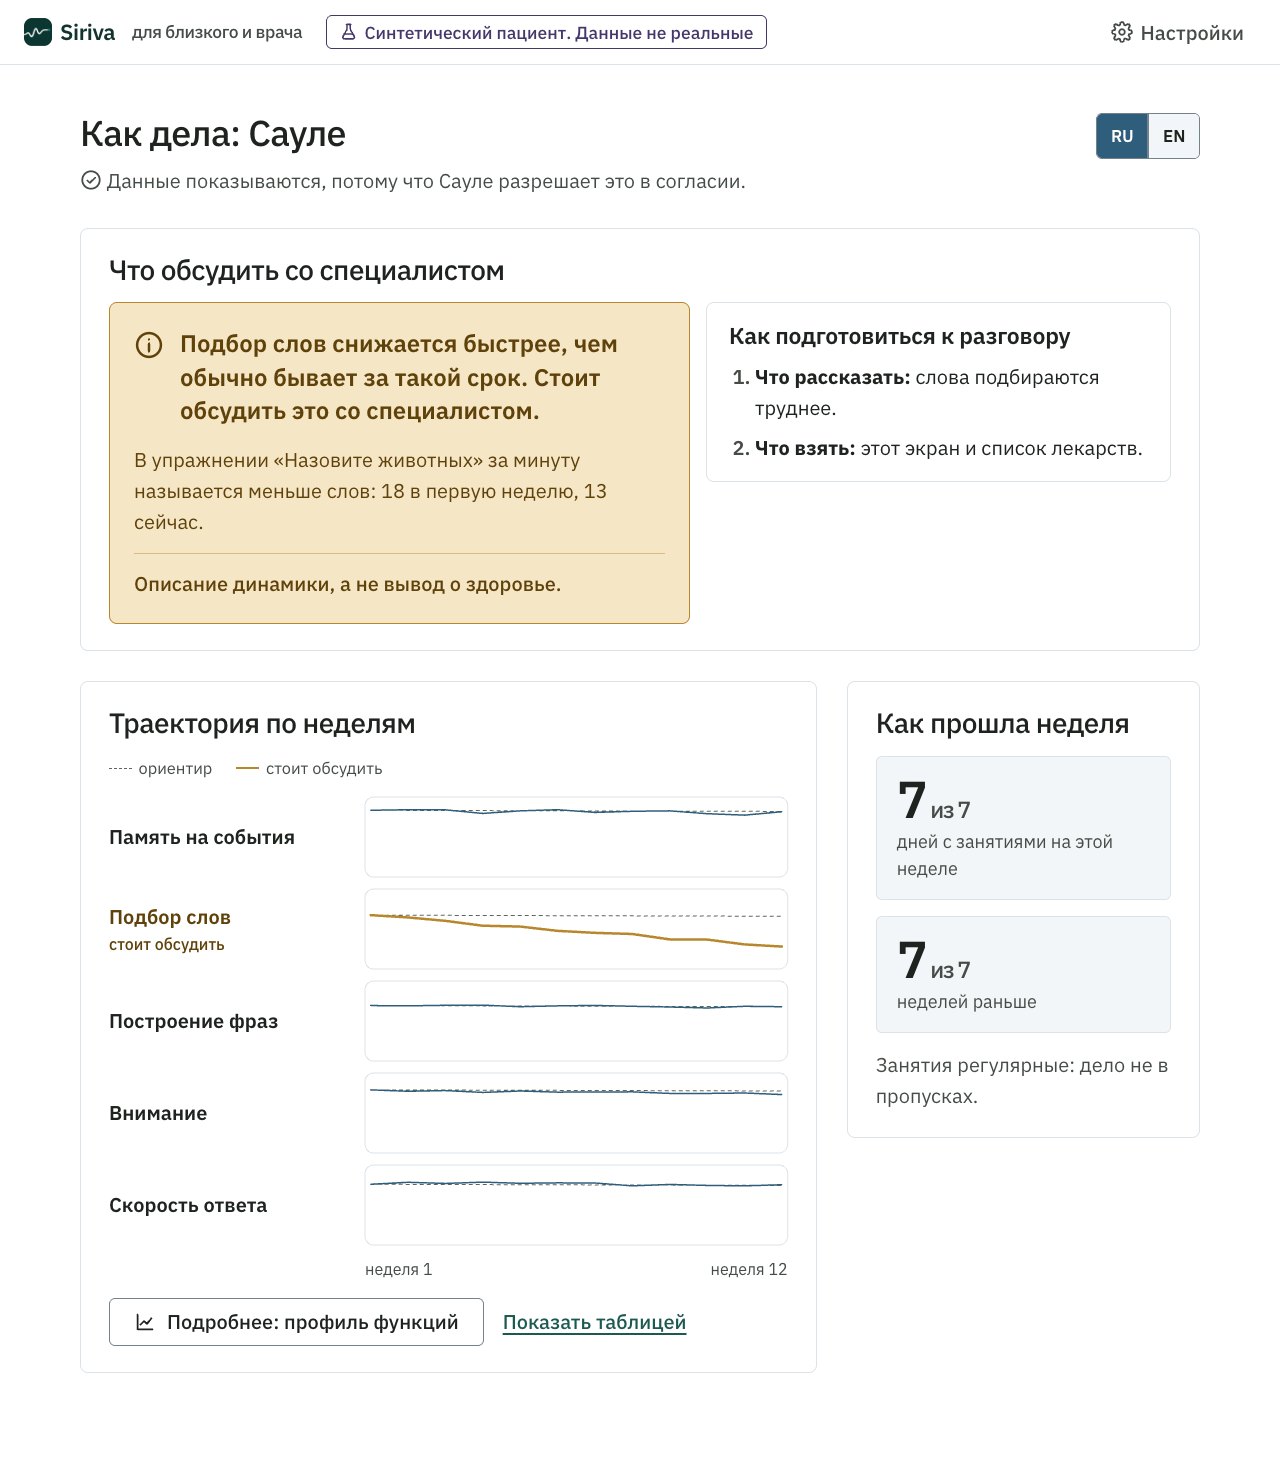 Siriva для близкого и врача Синтетический пациент. Данные не реальные Настройки
Как дела: Сауле
RU EN
Данные показываются, потому что Сауле разрешает это в согласии.
Что обсудить со специалистом
Подбор слов снижается быстрее, чем
обычно бывает за такой срок. Стоит
обсудить это со специалистом.
В упражнении «Назовите животных» за минуту
называется меньше слов: 18 в первую неделю, 13
сейчас.
Описание динамики, а не вывод о здоровье.
Как подготовиться к разговору
1. Что рассказать: слова подбираются
труднее.
2. Что взять: этот экран и список лекарств.
Траектория по неделям
ориентир стоит обсудить
Память на события
Подбор слов
стоит обсудить
Построение фраз
Внимание
Скорость ответа
неделя 1 неделя 12
Подробнее: профиль функций Показать таблицей
Как прошла неделя
7 из 7
дней с занятиями на этой
неделе
7 из 7
неделей раньше
Занятия регулярные: дело не в
пропусках.